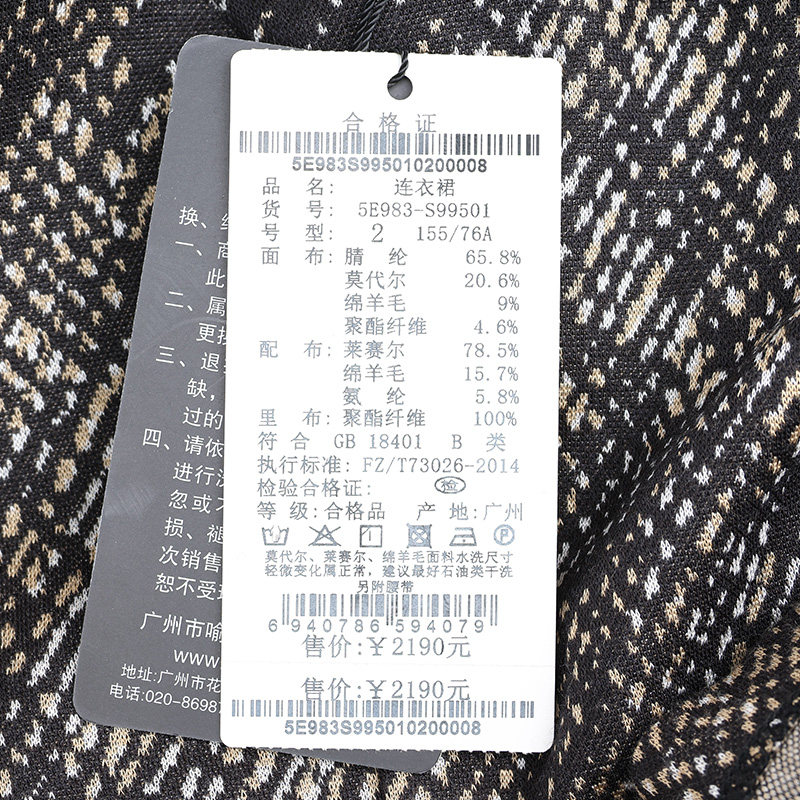 合格证
5E983S995010200008
品 名: 连衣裙
货 号: 5E983-S99501
号 型: 2 155/76A
面 布: 腈 纶 65.8%
莫代尔 20.6%
绵羊毛 9%
聚酯纤维 4.6%
配 布: 莱赛尔 78.5%
绵羊毛 15.7%
氨 纶 5.8%
里 布: 聚酯纤维 100%
符 合 GB 18401 B 类
执行标准: FZ/T73026-2014
检验合格证: 检
等 级:合格品 产 地:广州
莫代尔、莱赛尔、绵羊毛面料水洗尺寸
轻微变化属正常, 建议最好石油类干洗
另附腰带
6 940786 594079
售价:¥2190元
售价:¥2190元
5E983S995010200008
换、
一、商
此
二、属
更换
三、退
缺,
过的
四、请依
进行洗
忽或
损、褪
次销售
恕不受理
广州市喻
www
地址:广州市花
电话:020-8698